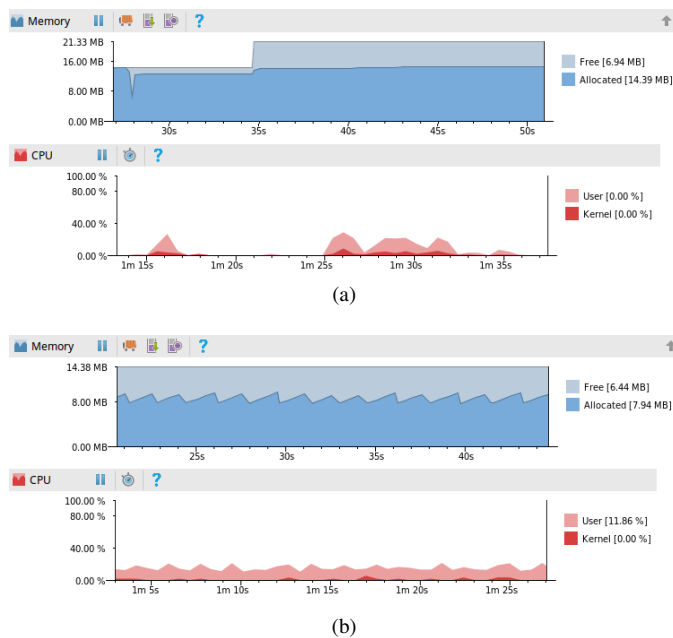 Memory ?
21.33 MB
16.00 MB
8.00 MB
0.00 MB
Free [6.94 MB]
Allocated [14.39 MB]
30s 35s 40s 45s 50s
CPU ?
100.00 %
80.00 %
40.00 %
0.00 %
User [0.00 %]
Kernel [0.00 %]
1m 15s 1m 20s 1m 25s 1m 30s 1m 35s
(a)
Memory ?
14.38 MB
8.00 MB
0.00 MB
Free [6.44 MB]
Allocated [7.94 MB]
25s 30s 35s 40s
CPU ?
100.00 %
80.00 %
40.00 %
0.00 %
User [11.86 %]
Kernel [0.00 %]
1m 5s 1m 10s 1m 15s 1m 20s 1m 25s
(b)